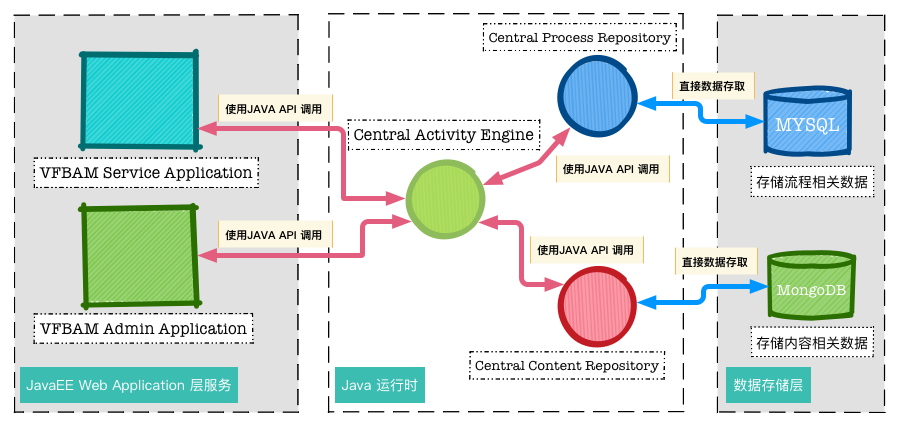 VFBAM Service Application
VFBAM Admin Application
JavaEE Web Application 层服务
使用JAVA API 调用
使用JAVA API 调用
Central Process Repository
Central Activity Engine
使用JAVA API 调用
使用JAVA API 调用
Central Content Repository
Java 运行时
直接数据存取
直接数据存取
MYSQL
存储流程相关数据
MongoDB
存储内容相关数据
数据存储层